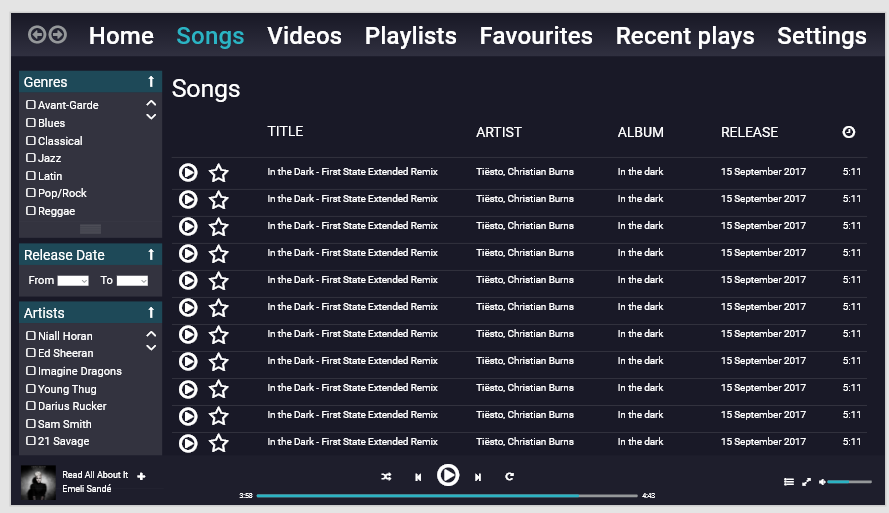 Home Songs Videos Playlists Favourites Recent plays Settings
Genres
Avant-Garde
Blues
Classical
Jazz
Latin
Pop/Rock
Reggae
Release Date
From To
Artists
Niall Horan
Ed Sheeran
Imagine Dragons
Young Thug
Darius Rucker
Sam Smith
21 Savage
Songs
TITLE ARTIST ALBUM RELEASE
In the Dark - First State Extended Remix Tiësto, Christian Burns In the dark 15 September 2017 5:11
In the Dark - First State Extended Remix Tiësto, Christian Burns In the dark 15 September 2017 5:11
In the Dark - First State Extended Remix Tiësto, Christian Burns In the dark 15 September 2017 5:11
In the Dark - First State Extended Remix Tiësto, Christian Burns In the dark 15 September 2017 5:11
In the Dark - First State Extended Remix Tiësto, Christian Burns In the dark 15 September 2017 5:11
In the Dark - First State Extended Remix Tiësto, Christian Burns In the dark 15 September 2017 5:11
In the Dark - First State Extended Remix Tiësto, Christian Burns In the dark 15 September 2017 5:11
In the Dark - First State Extended Remix Tiësto, Christian Burns In the dark 15 September 2017 5:11
In the Dark - First State Extended Remix Tiësto, Christian Burns In the dark 15 September 2017 5:11
In the Dark - First State Extended Remix Tiësto, Christian Burns In the dark 15 September 2017 5:11
In the Dark - First State Extended Remix Tiësto, Christian Burns In the dark 15 September 2017 5:11
Read All About It
Emeli Sandé
3:58 4:43